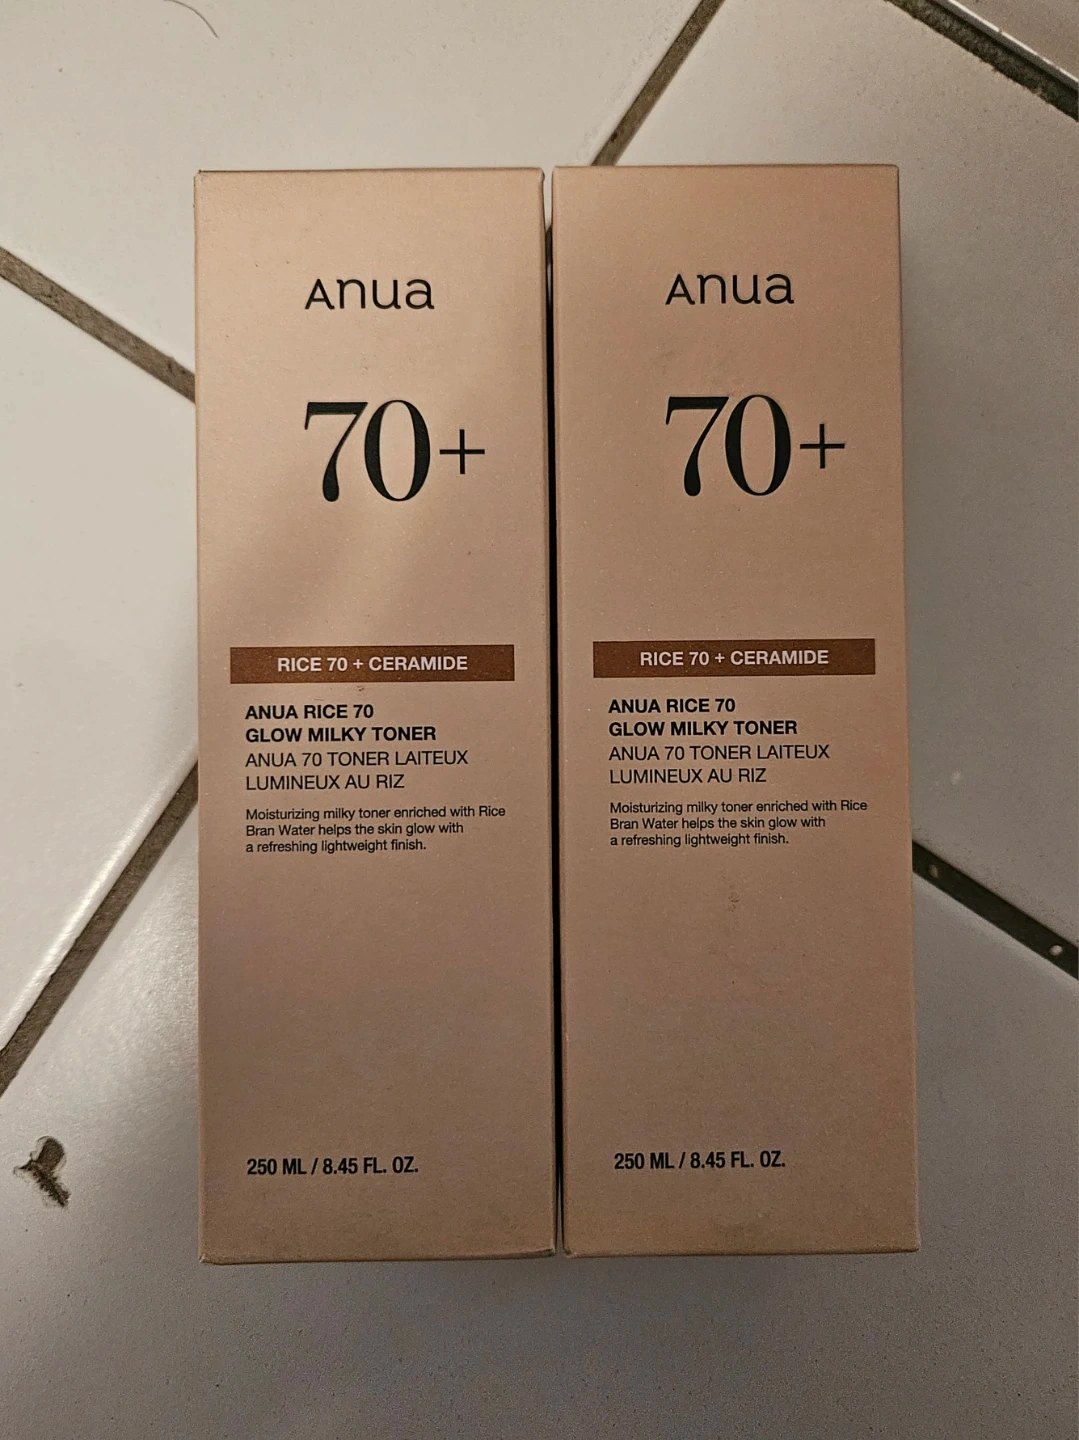 Anua
70+
RICE 70 + CERAMIDE
ANUA RICE 70
GLOW MILKY TONER
ANUA 70 TONER LAITEUX
LUMINEUX AU RIZ
Moisturizing milky toner enriched with Rice
Bran Water helps the skin glow with
a refreshing lightweight finish.
250 ML / 8.45 FL. OZ.
Anua
70+
RICE 70 + CERAMIDE
ANUA RICE 70
GLOW MILKY TONER
ANUA 70 TONER LAITEUX
LUMINEUX AU RIZ
Moisturizing milky toner enriched with Rice
Bran Water helps the skin glow with
a refreshing lightweight finish.
250 ML / 8.45 FL. OZ.